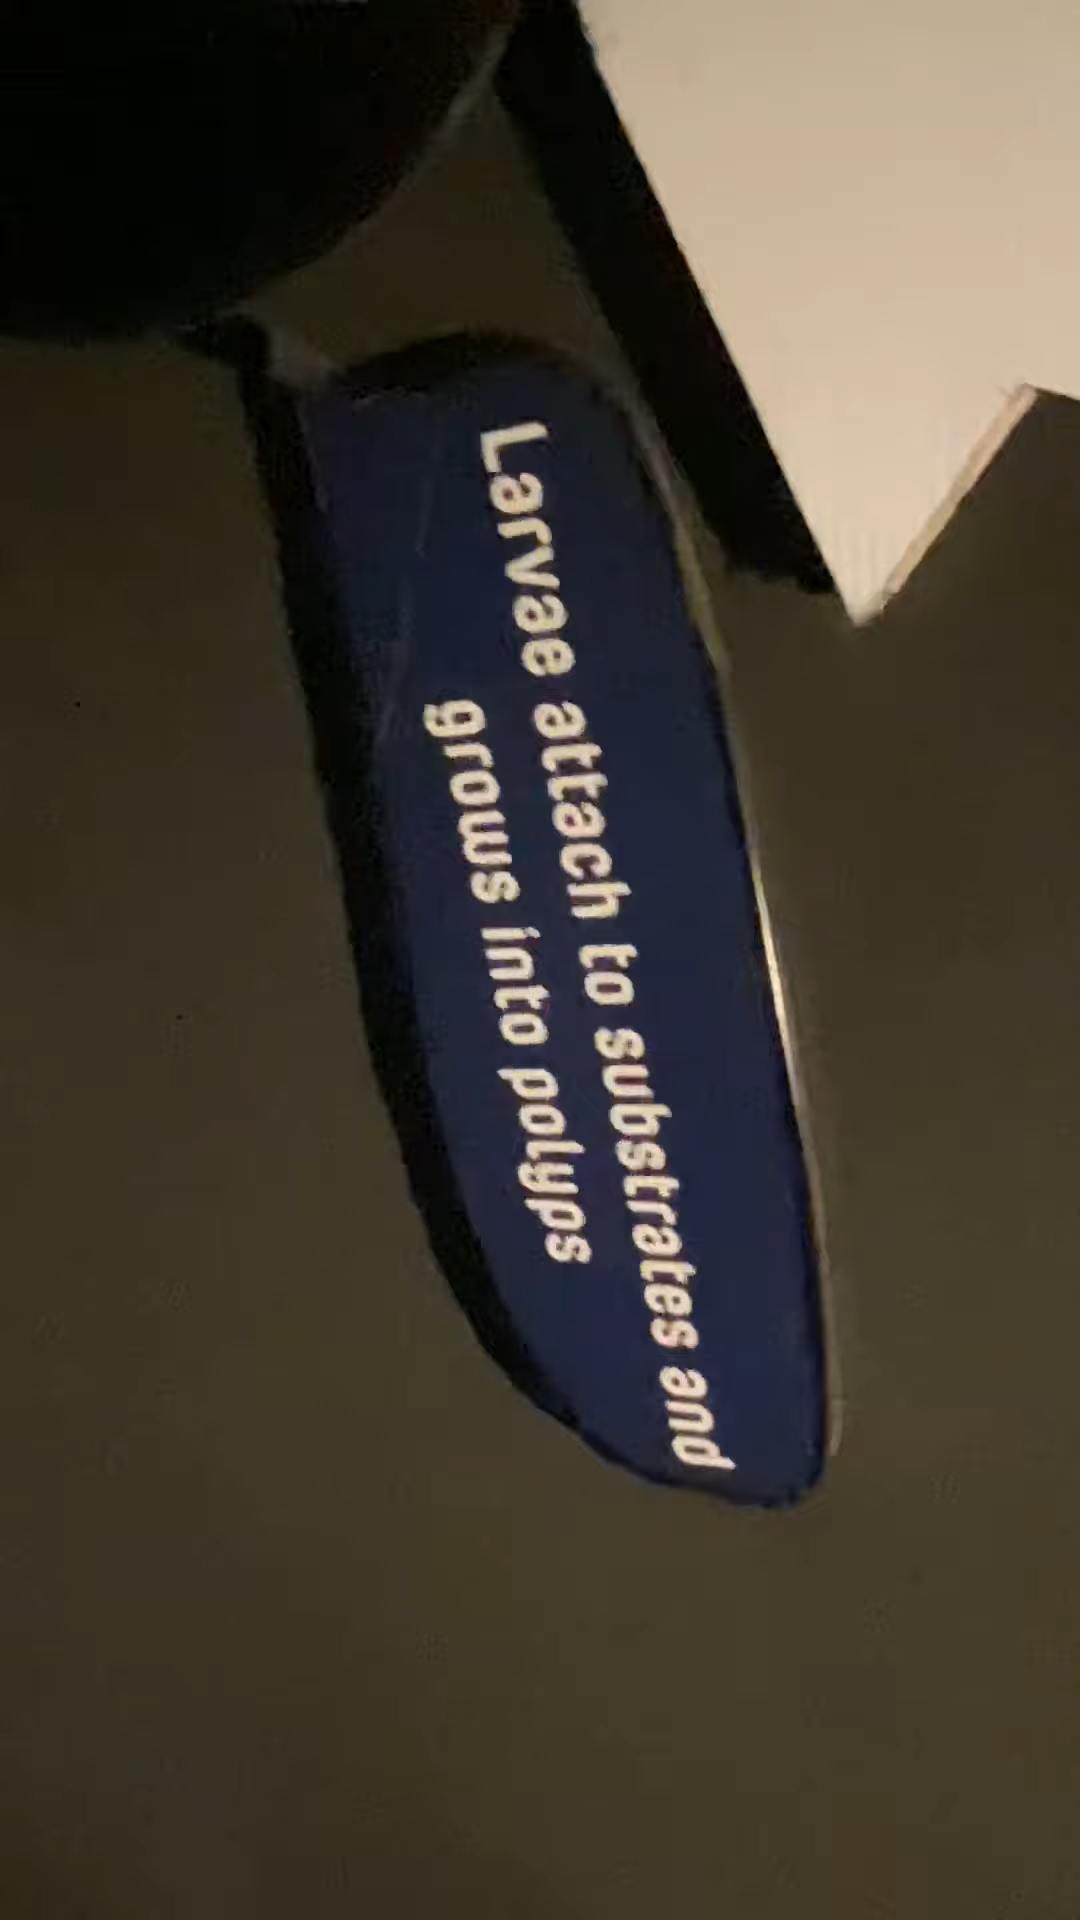 Larvae attach to substrates and
grows into polyps